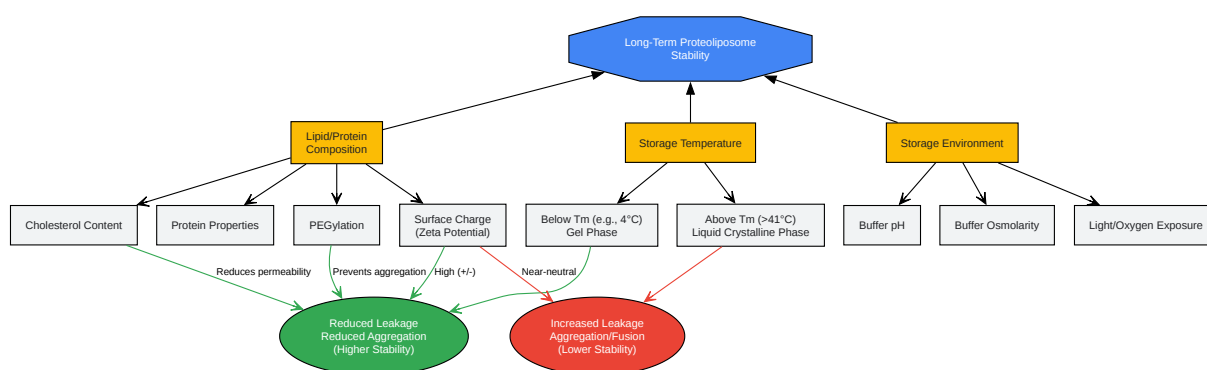 Long-Term Proteoliposome
Stability
Lipid/Protein
Composition
Storage Temperature
Storage Environment
Cholesterol Content
Protein Properties
PEGylation
Surface Charge
(Zeta Potential)
Below Tm (e.g., 4°C)
Gel Phase
Above Tm (>41°C)
Liquid Crystalline Phase
Buffer pH
Buffer Osmolarity
Light/Oxygen Exposure
Reduces permeability
Prevents aggregation
High (+/-)
Near-neutral
Reduced Leakage
Reduced Aggregation
(Higher Stability)
Increased Leakage
Aggregation/Fusion
(Lower Stability)